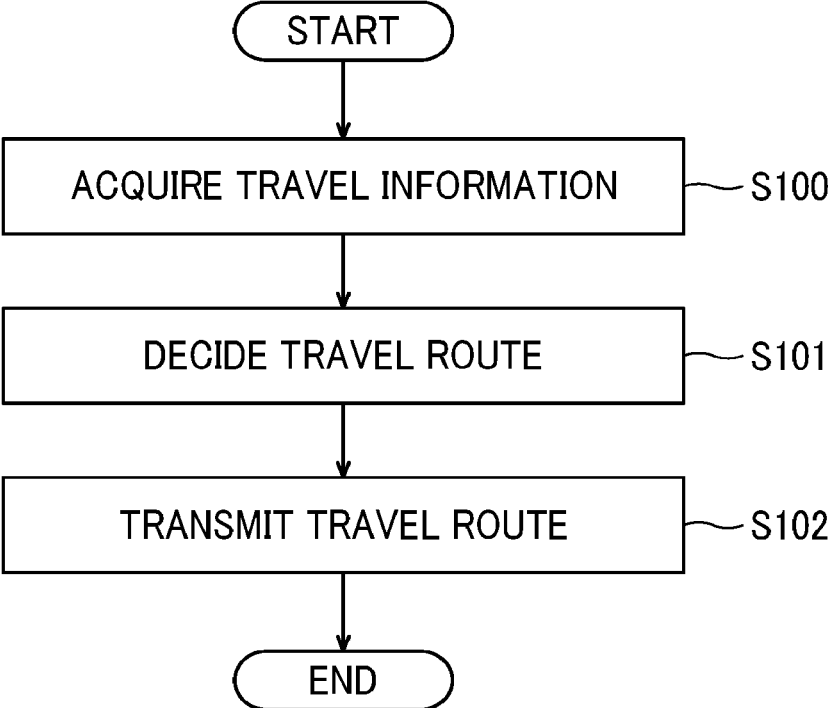 START
ACQUIRE TRAVEL INFORMATION
S100
DECIDE TRAVEL ROUTE
S101
TRANSMIT TRAVEL ROUTE
S102
END